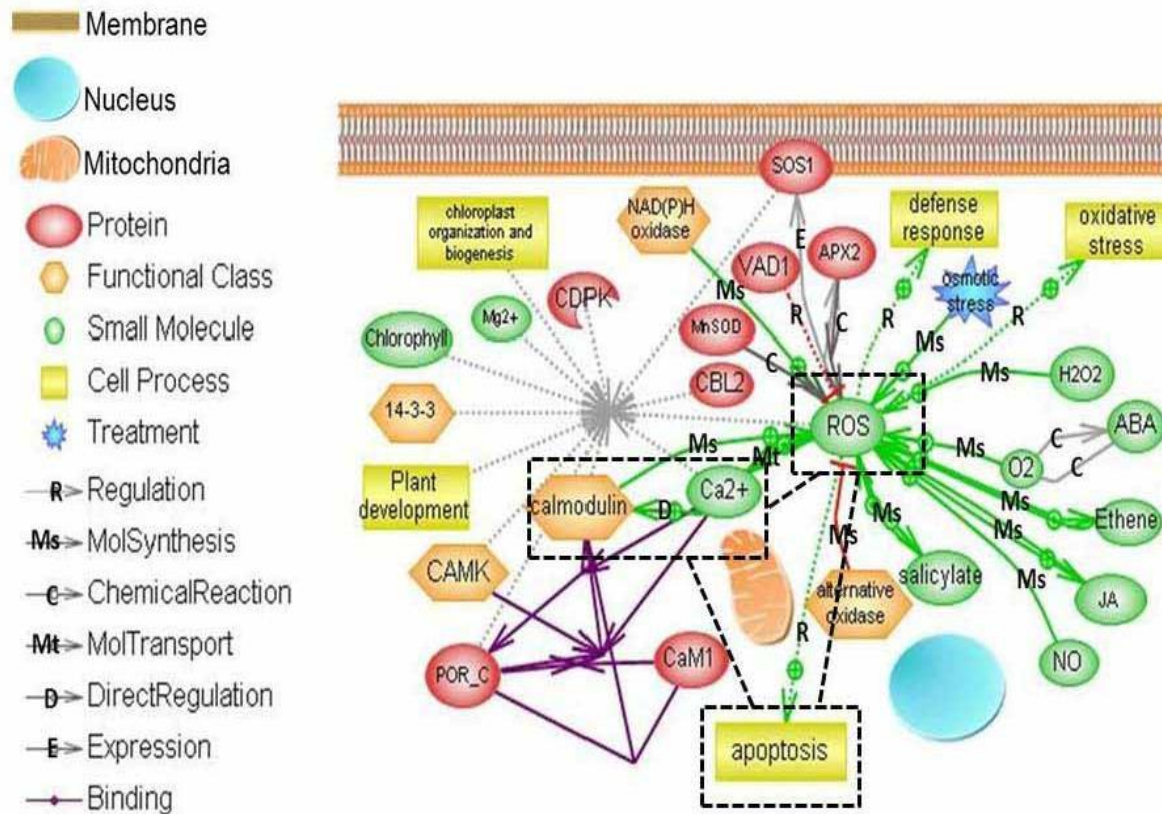 Membrane
Nucleus
Mitochondria
Protein
Functional Class
Small Molecule
Cell Process
Treatment
R Regulation
Ms MolSynthesis
C ChemicalReaction
Mt MolTransport
D DirectRegulation
E Expression
Binding
SOS1
chloroplast
organization and
biogenesis
NAD(P)H
oxidase
defense
response
oxidative
stress
E
VAD1
APX2
osmotic
stress
CDPK
Mg2+
Ms
R
C
R
R
Chlorophyll
MnSOD
Ms
C
CBL2
Ms
H2O2
14-3-3
ROS
ABA
C
Ms
Ms
O2
C
Mt
Plant
development
calmodulin
D
Ca2+
Ms
Ms
Ethene
Ms
Ms
CAMK
salicylate
Ms
alternative
oxidase
JA
R
POR_C
CaM1
NO
apoptosis